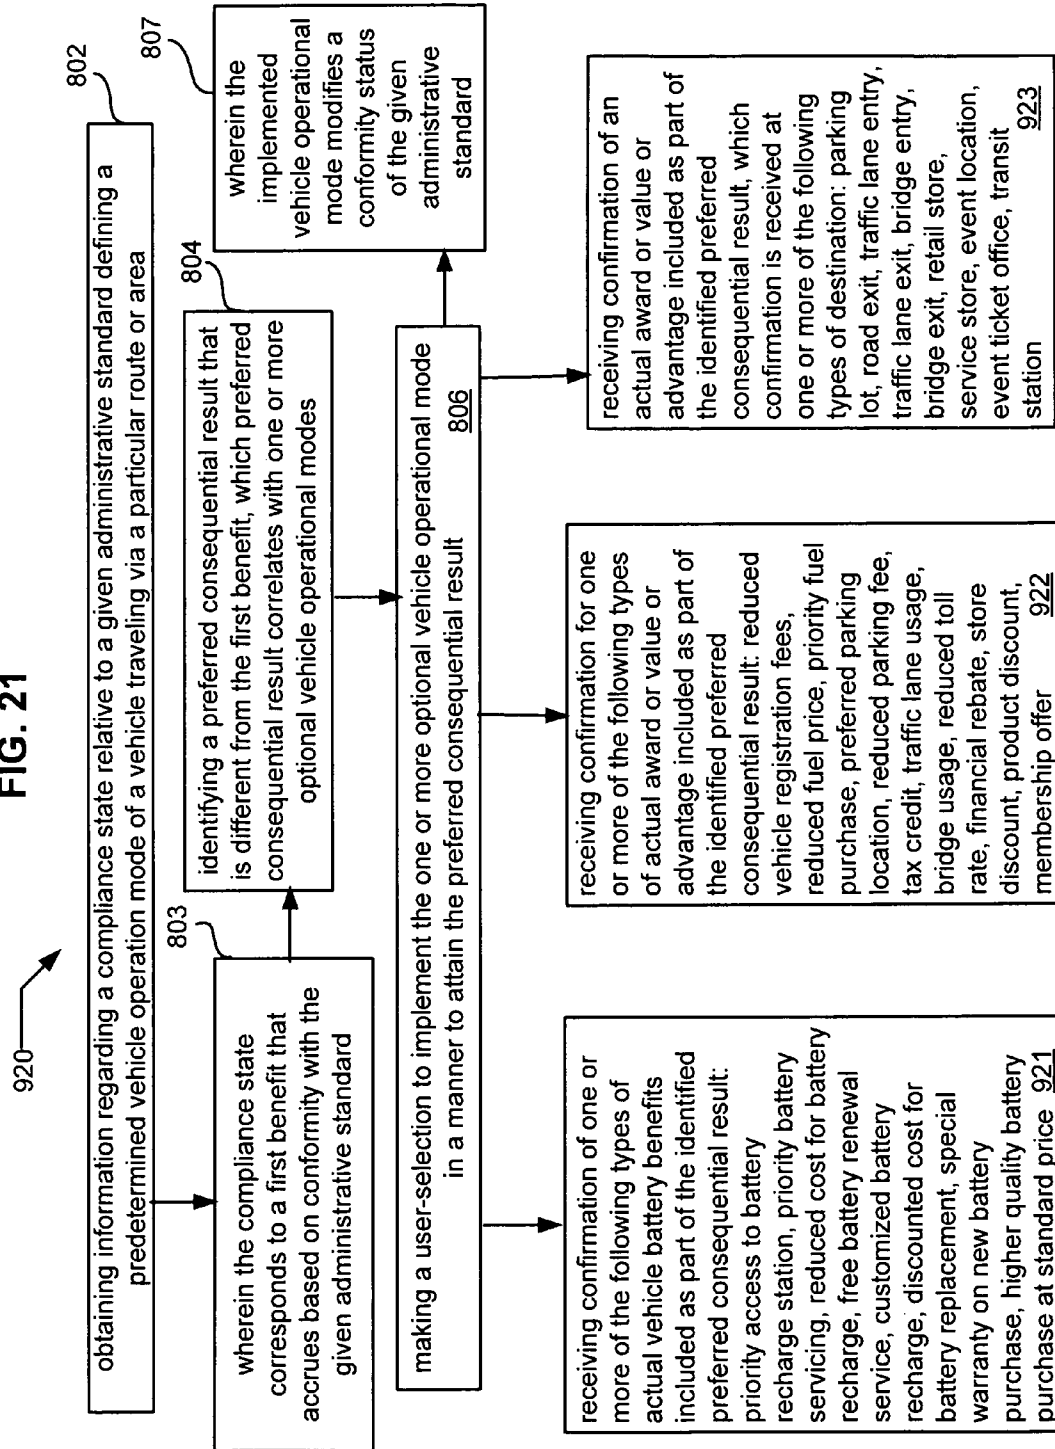 FIG. 21
920
802
obtaining information regarding a compliance state relative to a given administrative standard defining a
predetermined vehicle operation mode of a vehicle traveling via a particular route or area
803
wherein the compliance state
corresponds to a first benefit that
accrues based on conformity with the
given administrative standard
804
identifying a preferred consequential result that
is different from the first benefit, which preferred
consequential result correlates with one or more
optional vehicle operational modes
807
wherein the
implemented
vehicle operational
mode modifies a
conformity status
of the given
administrative
standard
making a user-selection to implement the one or more optional vehicle operational mode
in a manner to attain the preferred consequential result 806
receiving confirmation of one or
more of the following types of
actual vehicle battery benefits
included as part of the identified
preferred consequential result:
priority access to battery
recharge station, priority battery
servicing, reduced cost for battery
recharge, free battery renewal
service, customized battery
recharge, discounted cost for
battery replacement, special
warranty on new battery
purchase, higher quality battery
purchase at standard price 921
receiving confirmation for one
or more of the following types
of actual award or value or
advantage included as part of
the identified preferred
consequential result: reduced
vehicle registration fees,
reduced fuel price, priority fuel
purchase, preferred parking
location, reduced parking fee,
tax credit, traffic lane usage,
bridge usage, reduced toll
rate, financial rebate, store
discount, product discount,
membership offer 922
receiving confirmation of an
actual award or value or
advantage included as part of
the identified preferred
consequential result, which
confirmation is received at
one or more of the following
types of destination: parking
lot, road exit, traffic lane entry,
traffic lane exit, bridge entry,
bridge exit, retail store,
service store, event location,
event ticket office, transit
station 923